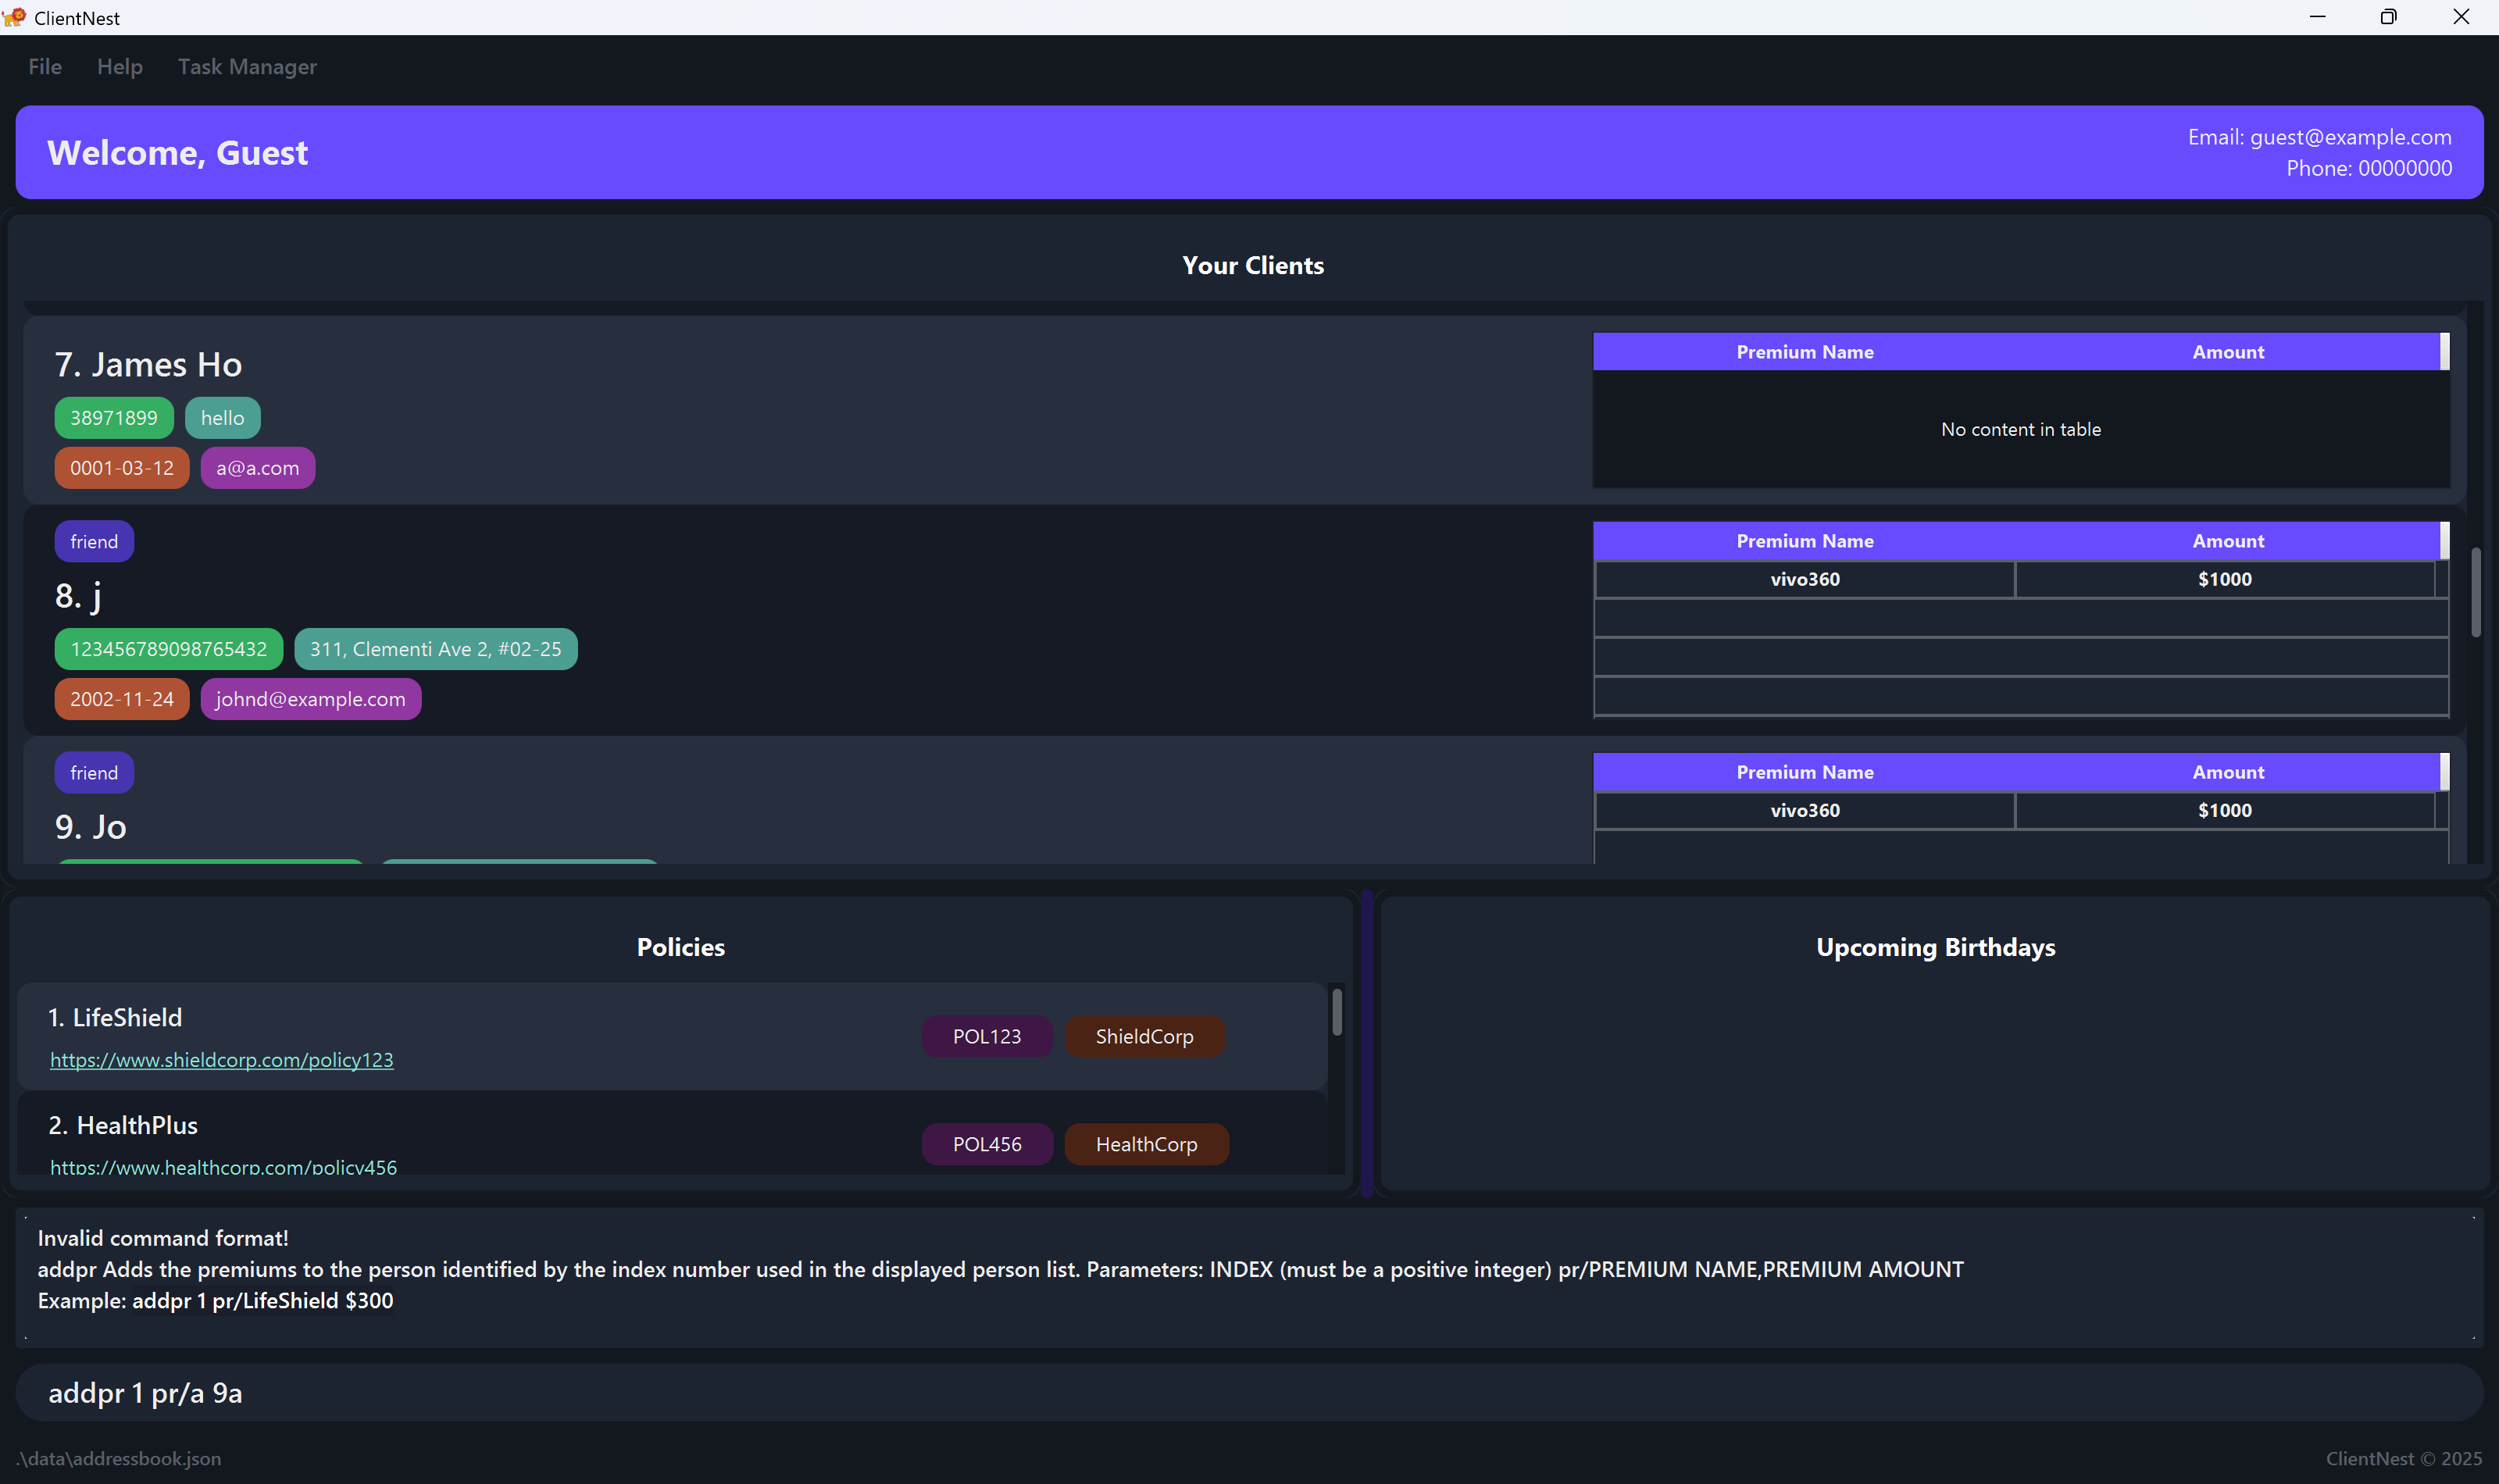 ClientNest
File Help Task Manager
Welcome, Guest
Email: guest@example.com
Phone: 00000000
Your Clients
7. James Ho
38971899 hello
0001-03-12 a@a.com
Premium Name Amount
No content in table
friend
8. j
123456789098765432 311, Clementi Ave 2, #02-25
2002-11-24 johnd@example.com
Premium Name Amount
vivo360 $1000
friend
9. Jo
Premium Name Amount
vivo360 $1000
Policies
1. LifeShield
https://www.shieldcorp.com/policy123
POL123 ShieldCorp
2. HealthPlus
https://www.healthcorp.com/policy456
POL456 HealthCorp
Upcoming Birthdays
Invalid command format!
addpr Adds the premiums to the person identified by the index number used in the displayed person list. Parameters: INDEX (must be a positive integer) pr/PREMIUM NAME,PREMIUM AMOUNT
Example: addpr 1 pr/LifeShield $300
addpr 1 pr/a 9a
.\data\addressbook.json
ClientNest © 2025